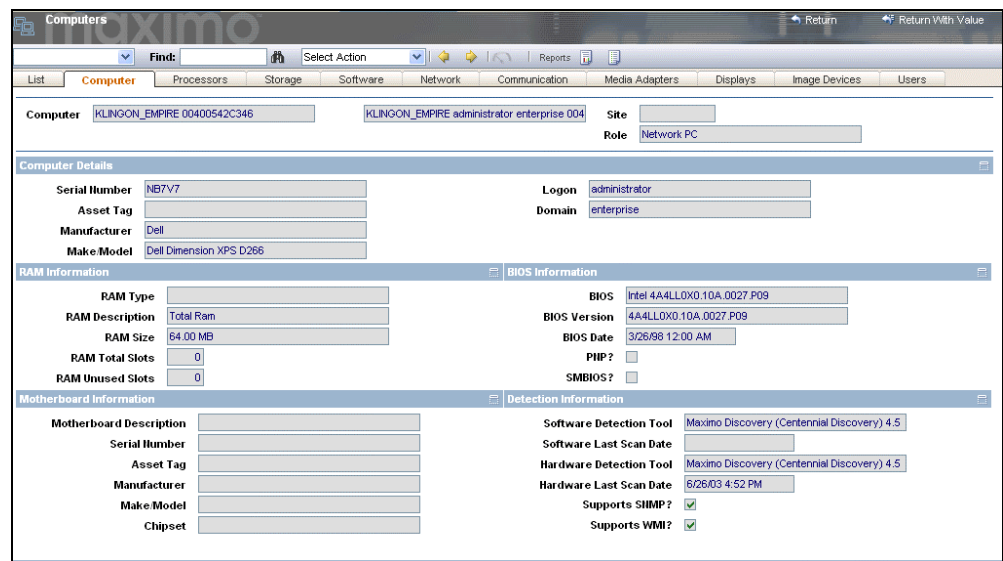 Computers
maximo
Return
Return With Value
Find:
Select Action
Reports
List Computer Processors Storage Software Network Communication Media Adapters Displays Image Devices Users
Computer KLINGON_EMPIRE 00400542C346 KLINGON_EMPIRE administrator enterprise 004 Site
Role Network PC
Computer Details
Serial Number NB7V7 Logon administrator
Asset Tag Domain enterprise
Manufacturer Dell
Make/Model Dell Dimension XPS D266
RAM Information BIOS Information
RAM Type BIOS Intel 4A4LL0X0.10A.0027.P09
RAM Description Total Ram BIOS Version 4A4LL0X0.10A.0027.P09
RAM Size 64.00 MB BIOS Date 3/26/98 12:00 AM
RAM Total Slots 0 PNP?
RAM Unused Slots 0 SMBIOS?
Motherboard Information Detection Information
Motherboard Description Software Detection Tool Maximo Discovery (Centennial Discovery) 4.5
Serial Number Software Last Scan Date
Asset Tag Hardware Detection Tool Maximo Discovery (Centennial Discovery) 4.5
Manufacturer Hardware Last Scan Date 6/26/03 4:52 PM
Make/Model Supports SNMP?
Chipset Supports WMI?